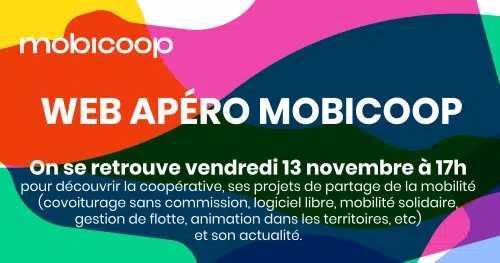 mobicoop
WEB APÉRO MOBICOOP
On se retrouve vendredi 13 novembre à 17h
pour découvrir la coopérative, ses projets de partage de la mobilité
(covoiturage sans commission, logiciel libre, mobilité solidaire,
gestion de flotte, animation dans les territoires, etc)
et son actualité.